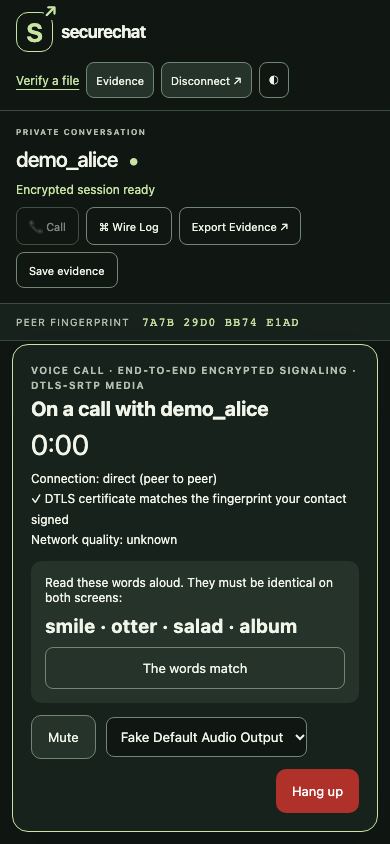 S securechat
Verify a file Evidence Disconnect ↗ ◐
PRIVATE CONVERSATION
demo_alice
Encrypted session ready
📞 Call ⌘ Wire Log Export Evidence ↗
Save evidence
PEER FINGERPRINT 7A7B 29D0 BB74 E1AD
VOICE CALL · END-TO-END ENCRYPTED SIGNALING ·
DTLS-SRTP MEDIA
On a call with demo_alice
0:00
Connection: direct (peer to peer)
✓ DTLS certificate matches the fingerprint your contact
signed
Network quality: unknown
Read these words aloud. They must be identical on
both screens:
smile · otter · salad · album
The words match
Mute Fake Default Audio Output
Hang up